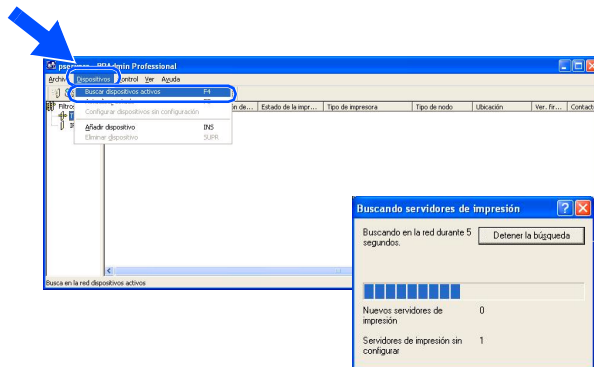 BRAdmin Professional
Archivo Dispositivos Control Ver Ayuda
Buscar dispositivos activos F4
Configurar dispositivos sin configuración
Añadir dispositivo INS
Eliminar dispositivo SUPR
Filtros
Estado de la impr... Tipo de impresora Tipo de nodo Ubicación Ver. fir... Contacto
Busca en la red dispositivos activos
Buscando servidores de impresión
Buscando en la red durante 5
segundos.
Detener la búsqueda
Nuevos servidores de
impresión
0
Servidores de impresión sin
configurar
1